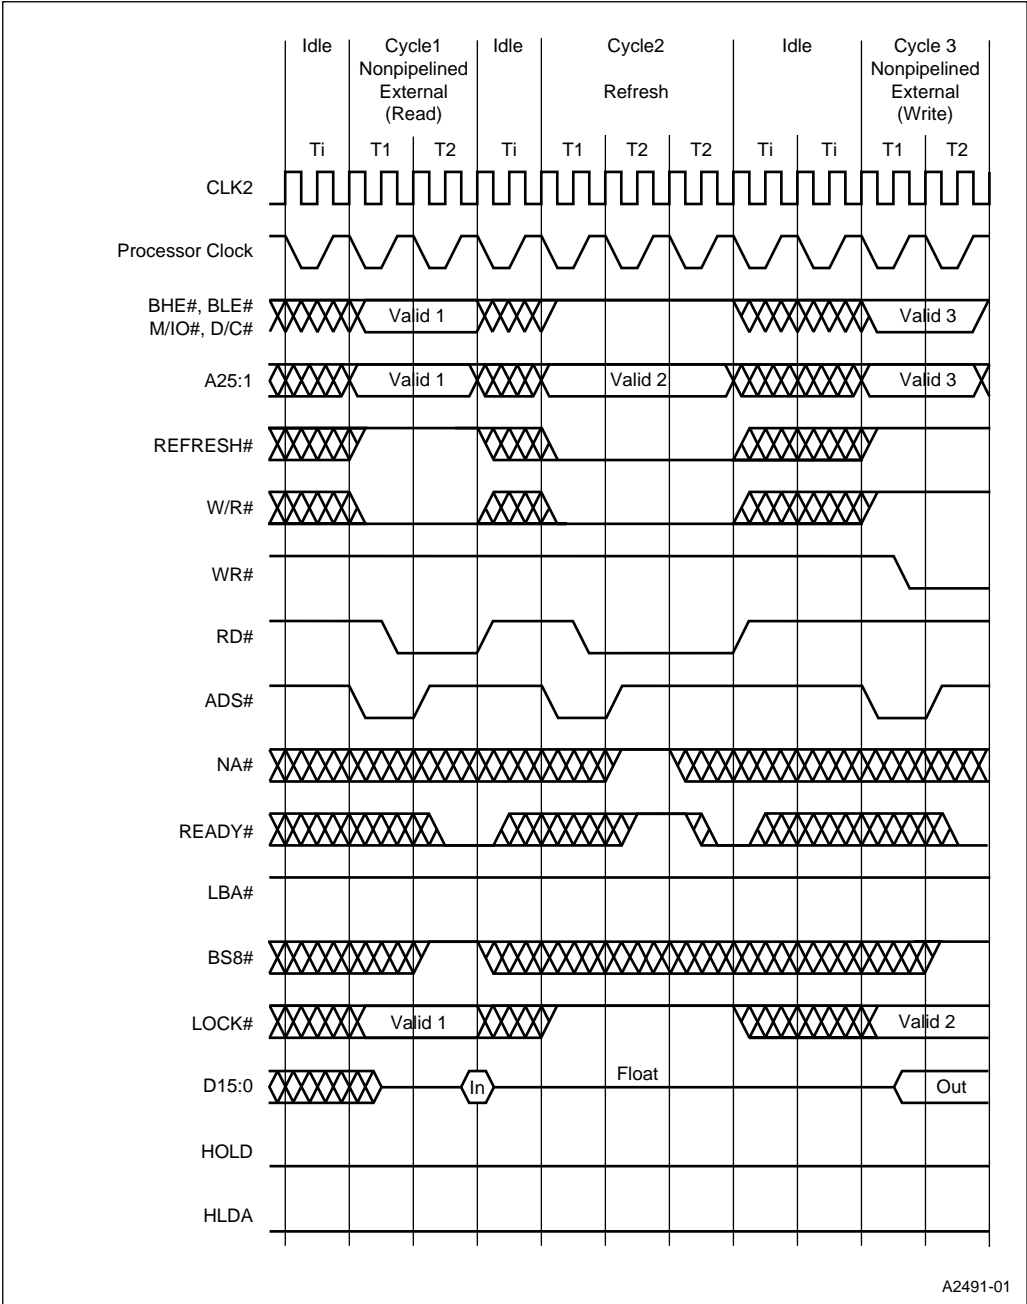 Idle Cycle1 Idle Cycle2 Idle Cycle 3
Nonpipelined Nonpipelined
External Refresh External
(Read) (Write)
Ti T1 T2 Ti T1 T2 T2 Ti Ti T1 T2
CLK2
Processor Clock
BHE#, BLE#
M/IO#, D/C# Valid 1 Valid 3
A25:1 Valid 1 Valid 2 Valid 3
REFRESH#
W/R#
WR#
RD#
ADS#
NA#
READY#
LBA#
BS8#
LOCK# Valid 1 Valid 2
D15:0 In Float Out
HOLD
HLDA
A2491-01